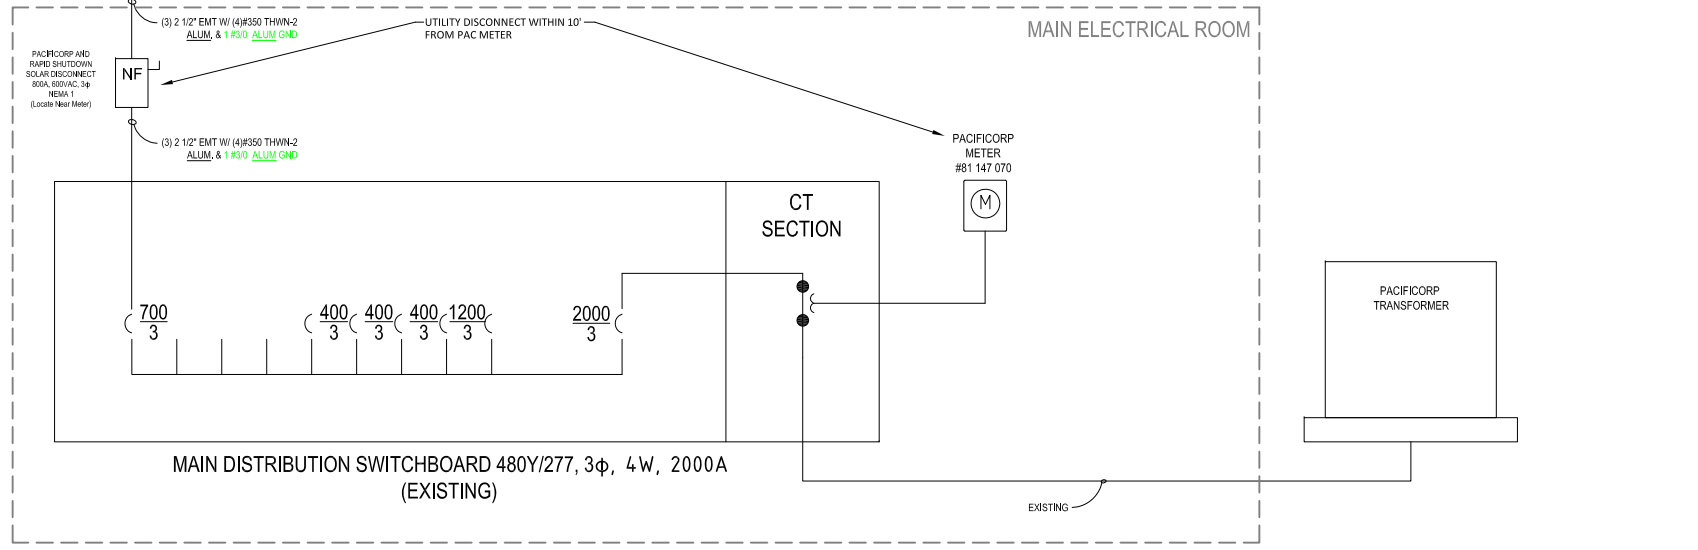 (3) 2 1/2" EMT W/ (4)#350 THWN-2
ALUM. & 1 #3/0 ALUM GND
UTILITY DISCONNECT WITHIN 10'
FROM PAC METER
MAIN ELECTRICAL ROOM
PACIFICORP AND
RAPID SHUTDOWN
SOLAR DISCONNECT
800A, 600VAC, 3ϕ
NEMA 1
(Locate Near Meter)
NF
(3) 2 1/2" EMT W/ (4)#350 THWN-2
ALUM. & 1 #3/0 ALUM GND
PACIFICORP
METER
#81 147 070
M
CT
SECTION
700
3
400
3
400
3
400
3
1200
3
2000
3
PACIFICORP
TRANSFORMER
MAIN DISTRIBUTION SWITCHBOARD 480Y/277, 3ϕ, 4W, 2000A
(EXISTING)
EXISTING